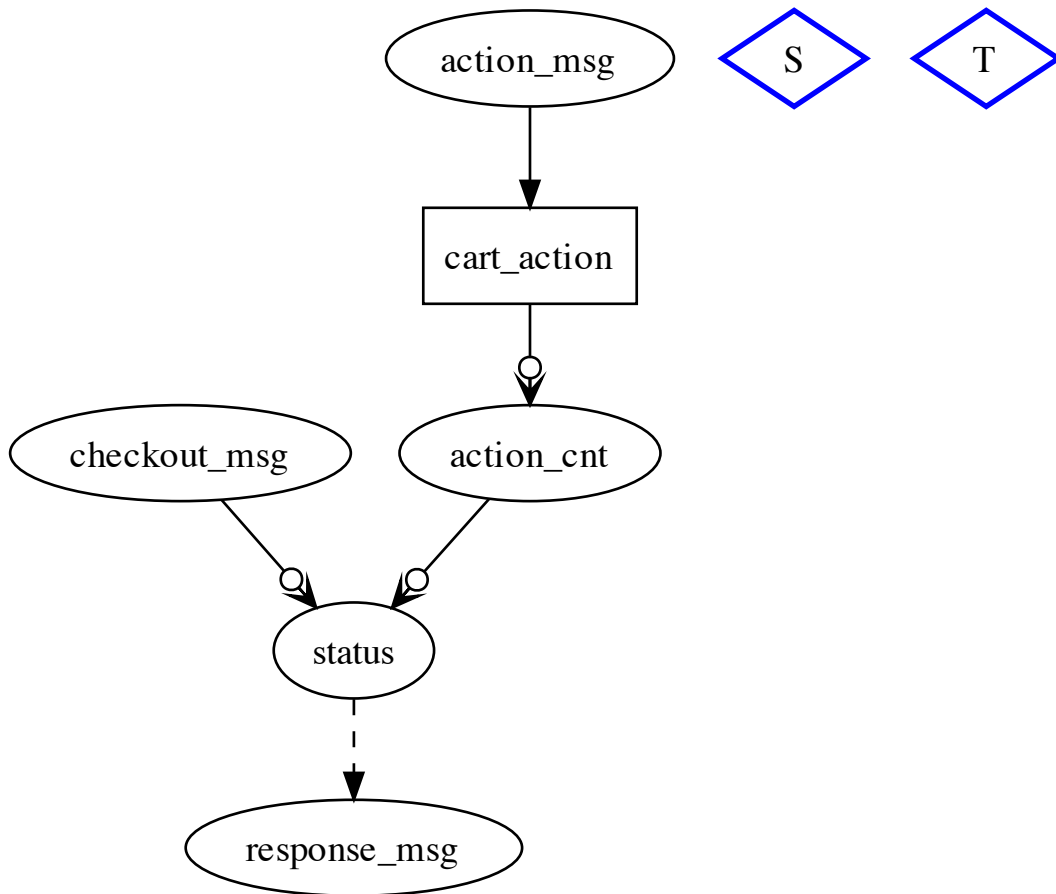 action_msg
S
T
cart_action
checkout_msg
action_cnt
status
response_msg